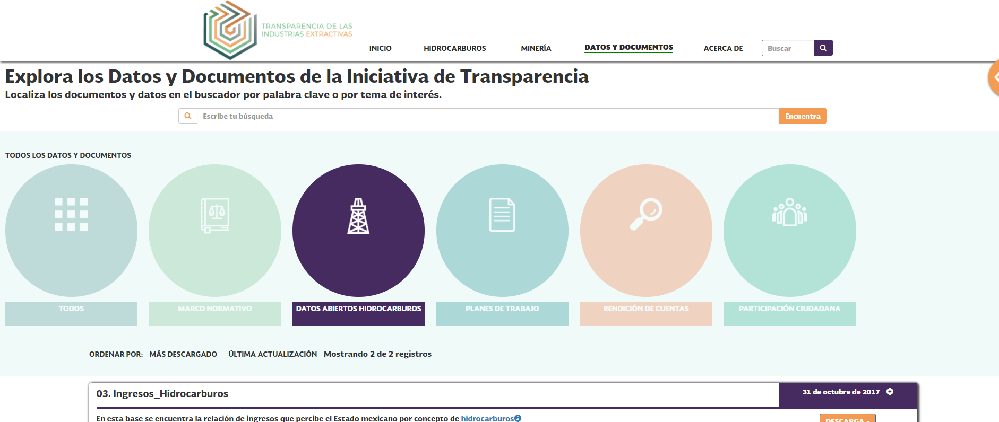 TRANSPARENCIA DE LAS
INDUSTRIAS EXTRACTIVAS
INICIO
HIDROCARBUROS
MINERÍA
DATOS Y DOCUMENTOS
ACERCA DE
Buscar
Explora los Datos y Documentos de la Iniciativa de Transparencia
Localiza los documentos y datos en el buscador por palabra clave o por tema de interés.
Escribe tu búsqueda
Encuentra
TODOS LOS DATOS Y DOCUMENTOS
TODOS
MARCO NORMATIVO
DATOS ABIERTOS HIDROCARBUROS
PLANES DE TRABAJO
RENDICIÓN DE CUENTAS
PARTICIPACIÓN CIUDADANA
ORDENAR POR: MÁS DESCARGADO ÚLTIMA ACTUALIZACIÓN Mostrando 2 de 2 registros
03. Ingresos_Hidrocarburos
31 de octubre de 2017
En esta base se encuentra la relación de ingresos que percibe el Estado mexicano por concepto de hidrocarburos
DESCARGA